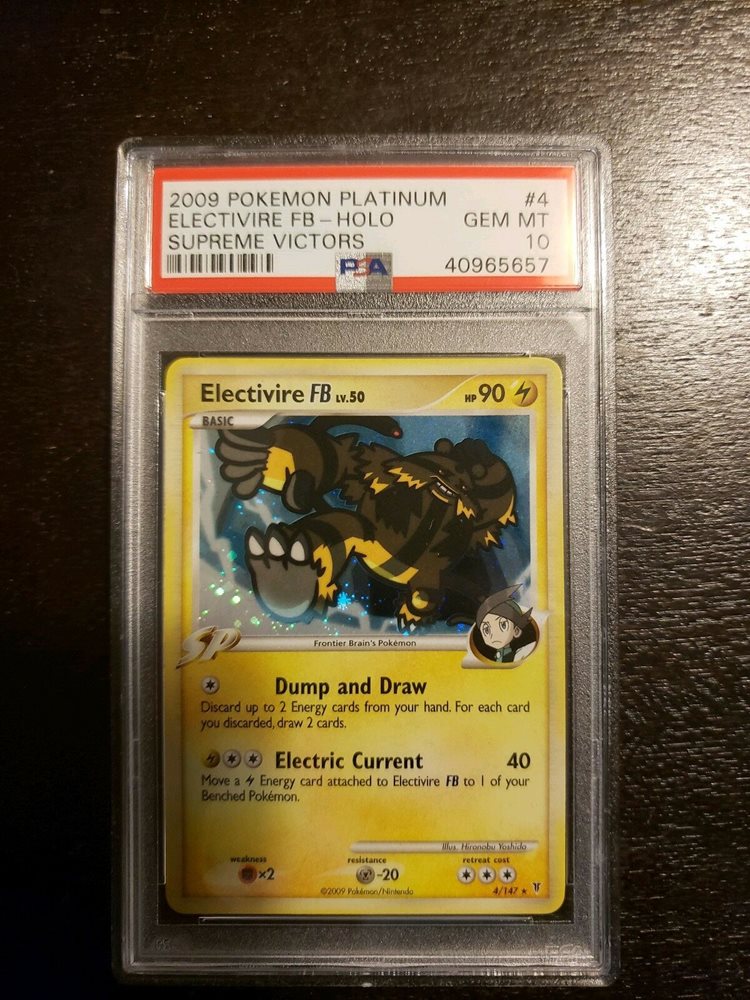 2009 POKEMON PLATINUM #4
ELECTIVIRE FB - HOLO GEM MT
SUPREME VICTORS 10
PSA 40965657
Electivire FB LV.50 HP 90
BASIC
SP
Frontier Brain's Pokémon
Dump and Draw
Discard up to 2 Energy cards from your hand. For each card
you discarded, draw 2 cards.
Electric Current 40
Move a Energy card attached to Electivire FB to 1 of your
Benched Pokémon.
Illus. Hironobu Yoshida
weakness resistance retreat cost
×2 -20
©2009 Pokémon/Nintendo 4/147 ★